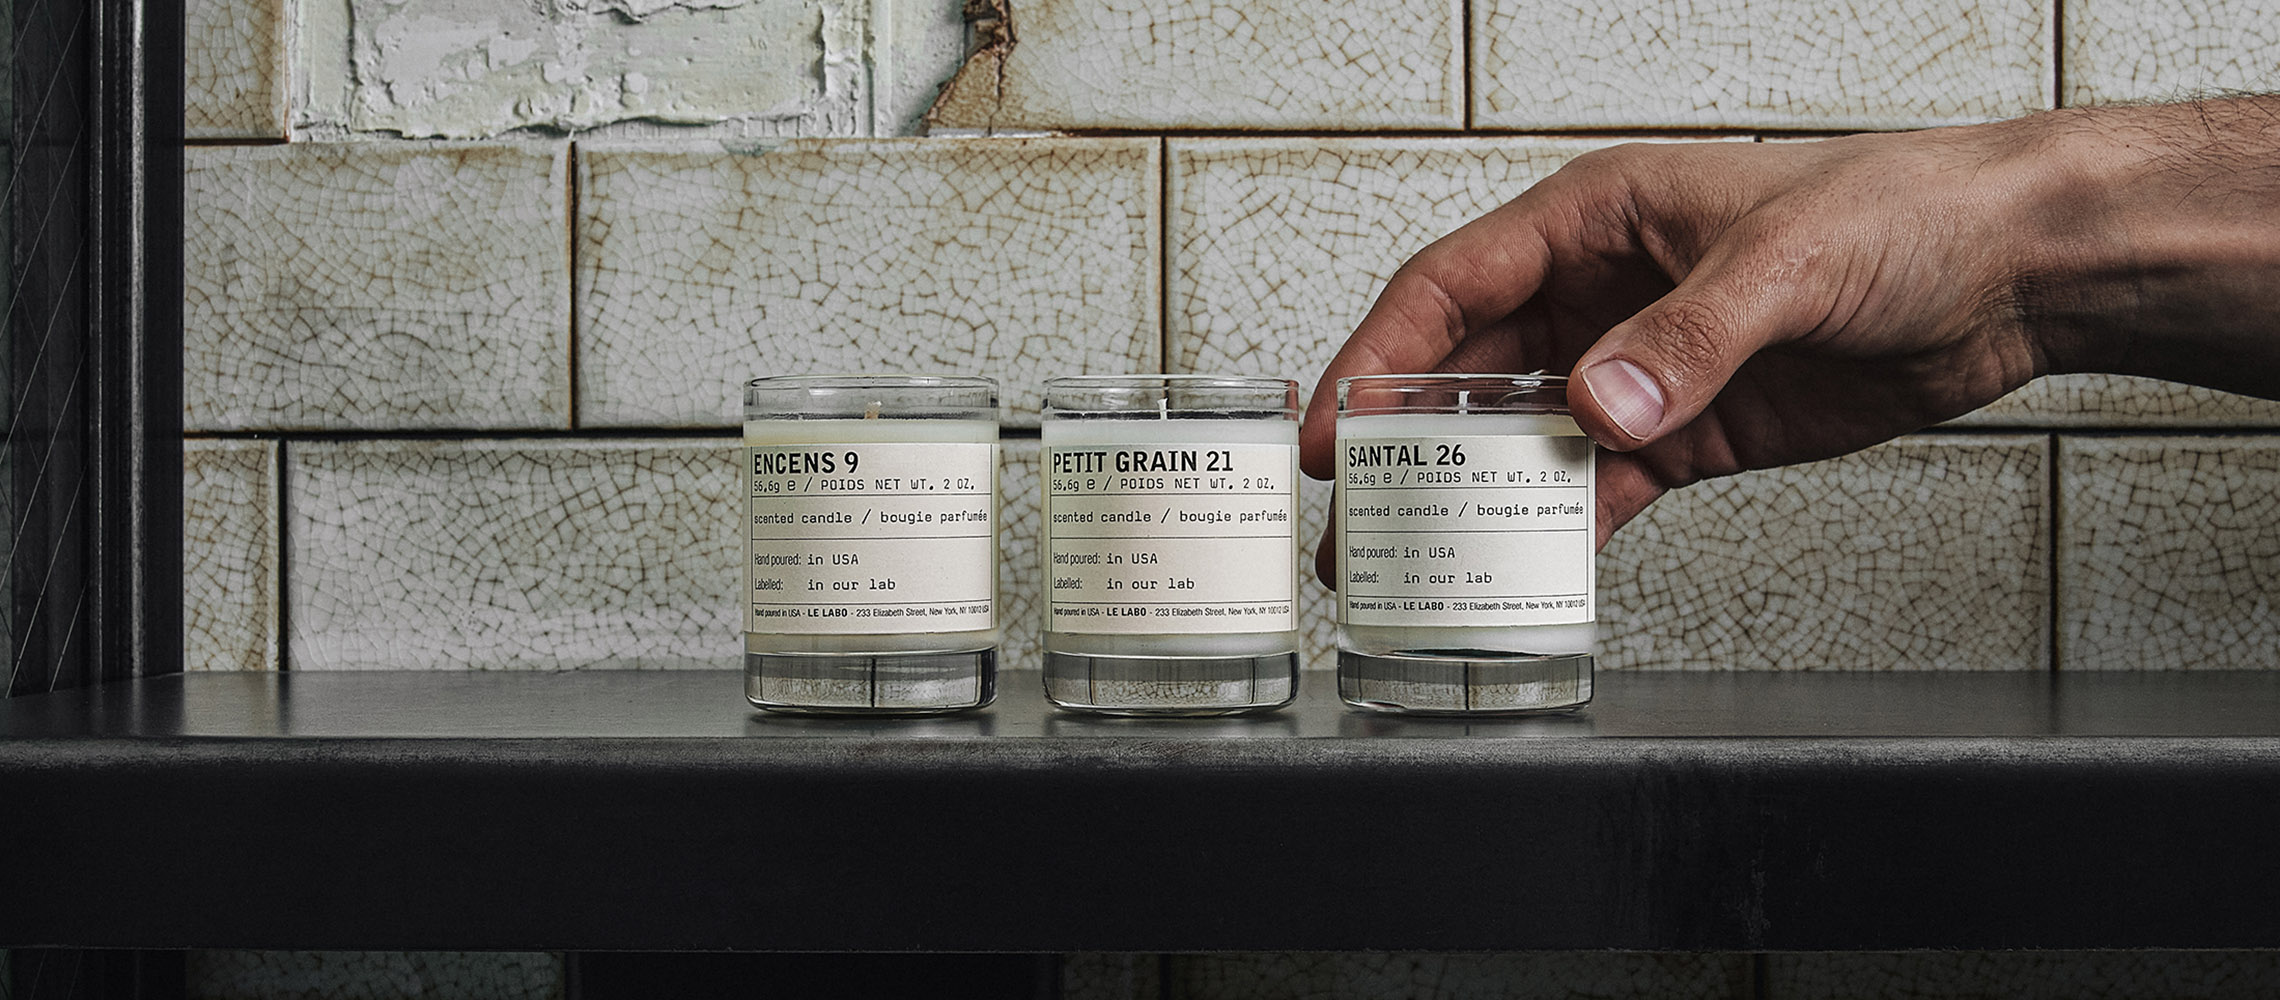 ENCENS 9
56.6g e / POIDS NET WT. 2 OZ.
scented candle / bougie parfumée
Hand poured: in USA
Labelled: in our lab
Hand poured in USA - LE LABO - 233 Elizabeth Street, New York, NY 10012 USA
PETIT GRAIN 21
56.6g e / POIDS NET WT. 2 OZ.
scented candle / bougie parfumée
Hand poured: in USA
Labelled: in our lab
Hand poured in USA - LE LABO - 233 Elizabeth Street, New York, NY 10012 USA
SANTAL 26
56.6g e / POIDS NET WT. 2 OZ.
scented candle / bougie parfumée
Hand poured: in USA
Labelled: in our lab
Hand poured in USA - LE LABO - 233 Elizabeth Street, New York, NY 10012 USA